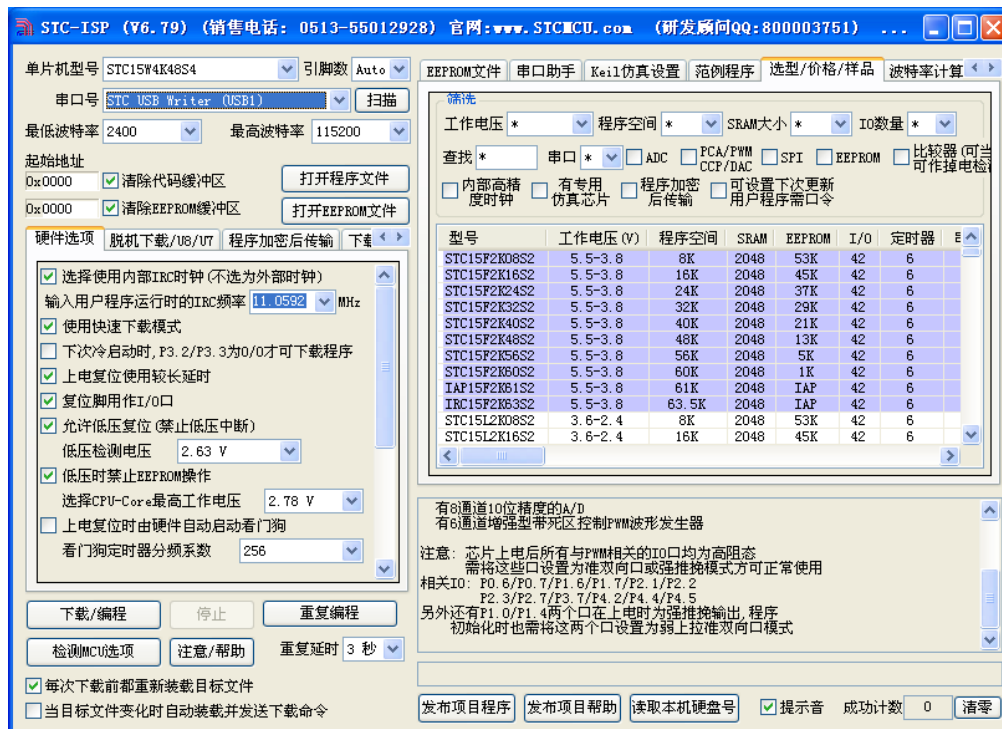 STC-ISP (V6.79) (销售电话: 0513-55012928) 官网:www.STCMCU.com (研发顾问QQ:800003751) ...
单片机型号 STC15W4K48S4 引脚数 Auto
串口号 STC USB Writer (USB1) 扫描
最低波特率 2400 最高波特率 115200
起始地址
0x0000 清除代码缓冲区 打开程序文件
0x0000 清除EEPROM缓冲区 打开EEPROM文件
硬件选项 脱机下载/U8/U7 程序加密后传输 下载
选择使用内部IRC时钟(不选为外部时钟)
输入用户程序运行时的IRC频率 11.0592 MHz
使用快速下载模式
下次冷启动时,P3.2/P3.3为0/0才可下载程序
上电复位使用较长延时
复位脚用作I/O口
允许低压复位(禁止低压中断)
低压检测电压 2.63 V
低压时禁止EEPROM操作
选择CPU-Core最高工作电压 2.78 V
上电复位时由硬件自动启动看门狗
看门狗定时器分频系数 256
下载/编程 停止 重复编程
检测MCU选项 注意/帮助 重复延时 3 秒
每次下载前都重新装载目标文件
当目标文件变化时自动装载并发送下载命令
EEPROM文件 串口助手 Keil仿真设置 范例程序 选型/价格/样品 波特率计算
筛选
工作电压 * 程序空间 * SRAM大小 * IO数量 *
查找 * 串口 * ADC PCA/PWM CCP/DAC SPI EEPROM 比较器(可当 可作掉电检
内部高精度时钟 有专用仿真芯片 程序加密后传输 可设置下次更新用户程序需口令
型号 工作电压(V) 程序空间 SRAM EEPROM I/O 定时器
STC15F2K08S2 5.5-3.8 8K 2048 53K 42 6
STC15F2K16S2 5.5-3.8 16K 2048 45K 42 6
STC15F2K24S2 5.5-3.8 24K 2048 37K 42 6
STC15F2K32S2 5.5-3.8 32K 2048 29K 42 6
STC15F2K40S2 5.5-3.8 40K 2048 21K 42 6
STC15F2K48S2 5.5-3.8 48K 2048 13K 42 6
STC15F2K56S2 5.5-3.8 56K 2048 5K 42 6
STC15F2K60S2 5.5-3.8 60K 2048 1K 42 6
IAP15F2K61S2 5.5-3.8 61K 2048 IAP 42 6
IRC15F2K63S2 5.5-3.8 63.5K 2048 IAP 42 6
STC15L2K08S2 3.6-2.4 8K 2048 53K 42 6
STC15L2K16S2 3.6-2.4 16K 2048 45K 42 6
有8通道10位精度的A/D
有6通道增强型带死区控制PWM波形发生器
注意: 芯片上电后所有与PWM相关的IO口均为高阻态
需将这些口设置为准双向口或强推挽模式方可正常使用
相关IO: P0.6/P0.7/P1.6/P1.7/P2.1/P2.2
P2.3/P2.7/P3.7/P4.2/P4.4/P4.5
另外还有P1.0/P1.4两个口在上电时为强推挽输出,程序
初始化时也需将这两个口设置为弱上拉准双向口模式
发布项目程序 发布项目帮助 读取本机硬盘号 提示音 成功计数 0 清零